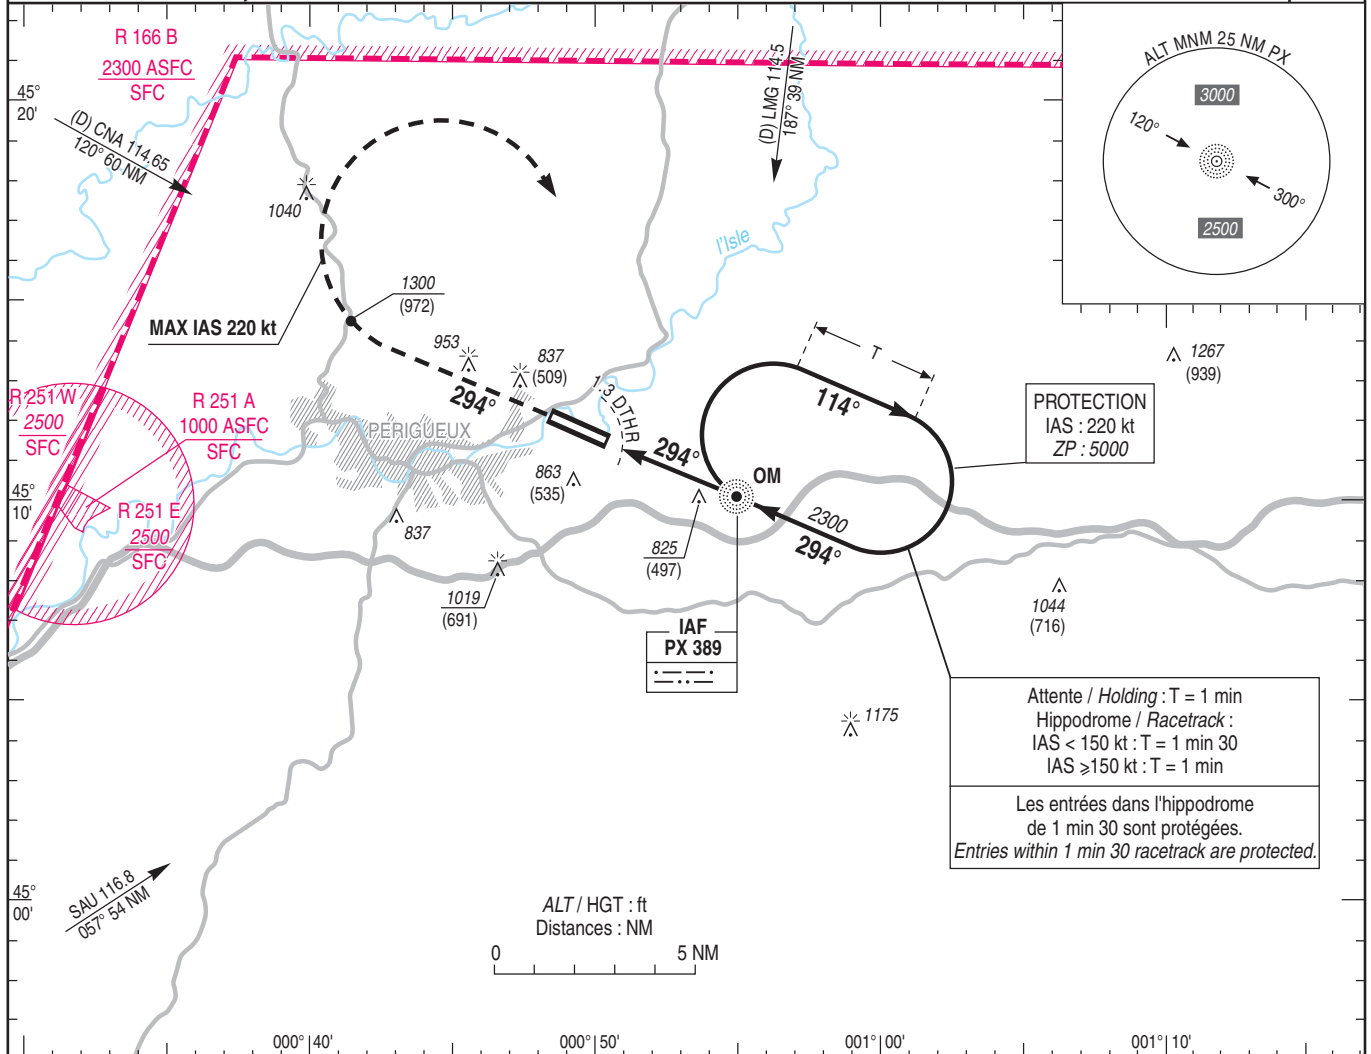 R 166 B
2300 ASFC
SFC
45°
20'
(D) CNA 114.65
120° 60 NM
(D) LMG 114.5
187° 39 NM
ALT MNM 25 NM PX
3000
120°
300°
2500
1040
l'Isle
1300
(972)
MAX IAS 220 kt
953
837
(509)
294°
1.3 DTHR
T
114°
1267
(939)
R 251 W
2500
SFC
R 251 A
1000 ASFC
SFC
PERIGUEUX
PROTECTION
IAS : 220 kt
ZP : 5000
294°
OM
863
(535)
45°
10'
R 251 E
2500
SFC
837
825
(497)
2300
294°
1019
(691)
1044
(716)
IAF
PX 389
1175
Attente / Holding : T = 1 min
Hippodrome / Racetrack :
IAS < 150 kt : T = 1 min 30
IAS ⩾150 kt : T = 1 min
Les entrées dans l'hippodrome
de 1 min 30 sont protégées.
Entries within 1 min 30 racetrack are protected.
45°
00'
SAU 116.8
057° 54 NM
ALT / HGT : ft
Distances : NM
0 5 NM
000° 40' 000° 50' 001° 00' 001° 10'